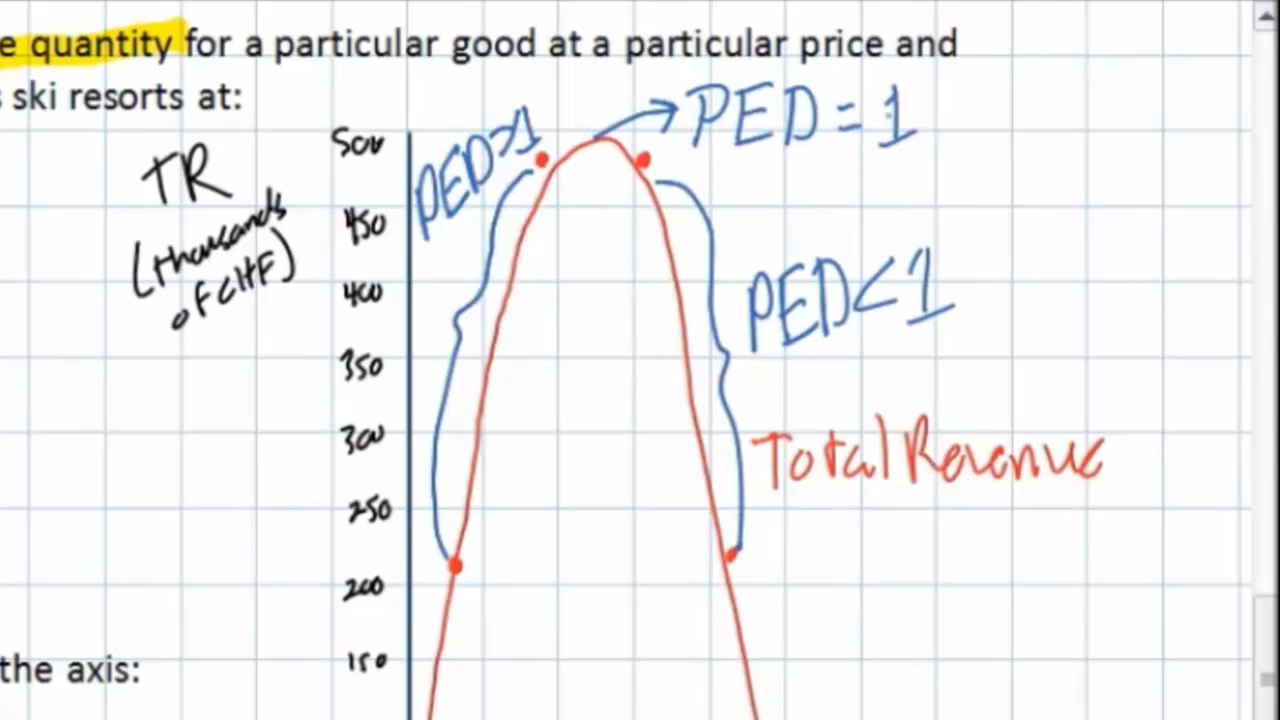 e quantity for a particular good at a particular price and
s ski resorts at:
TR
(thousands
of CHF)
500
450
400
350
300
250
200
150
PED>1
PED=1
PED<1
Total Revenue
the axis: